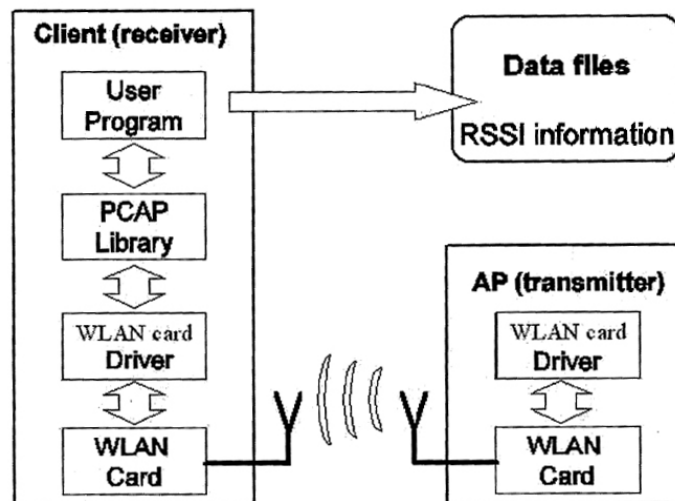 Client (receiver)
User
Program
PCAP
Library
WLAN card
Driver
WLAN
Card
Data files
RSSI information
AP (transmitter)
WLAN card
Driver
WLAN
Card